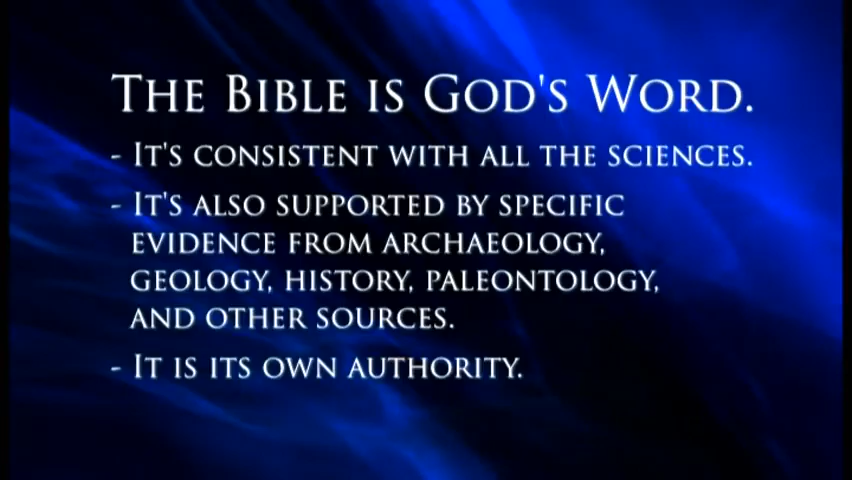 The Bible is God's Word.
- It's consistent with all the sciences.
- It's also supported by specific
evidence from archaeology,
geology, history, paleontology,
and other sources.
- It is its own authority.